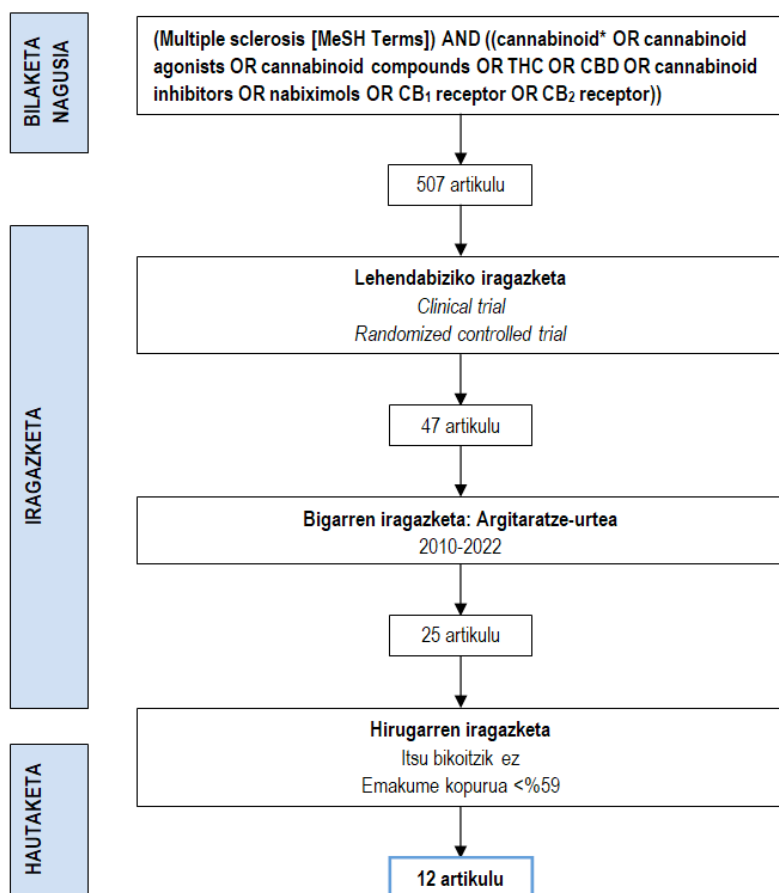 BILAKETA
NAGUSIA
(Multiple sclerosis [MeSH Terms]) AND ((cannabinoid* OR cannabinoid
agonists OR cannabinoid compounds OR THC OR CBD OR cannabinoid
inhibitors OR nabiximols OR CB₁ receptor OR CB₂ receptor))
507 artikulu
IRAGAZKETA
Lehendabiziko iragazketa
Clinical trial
Randomized controlled trial
47 artikulu
Bigarren iragazketa: Argitaratze-urtea
2010-2022
25 artikulu
Hirugarren iragazketa
Itsu bikoitzik ez
Emakume kopurua <%59
HAUTAKETA
12 artikulu